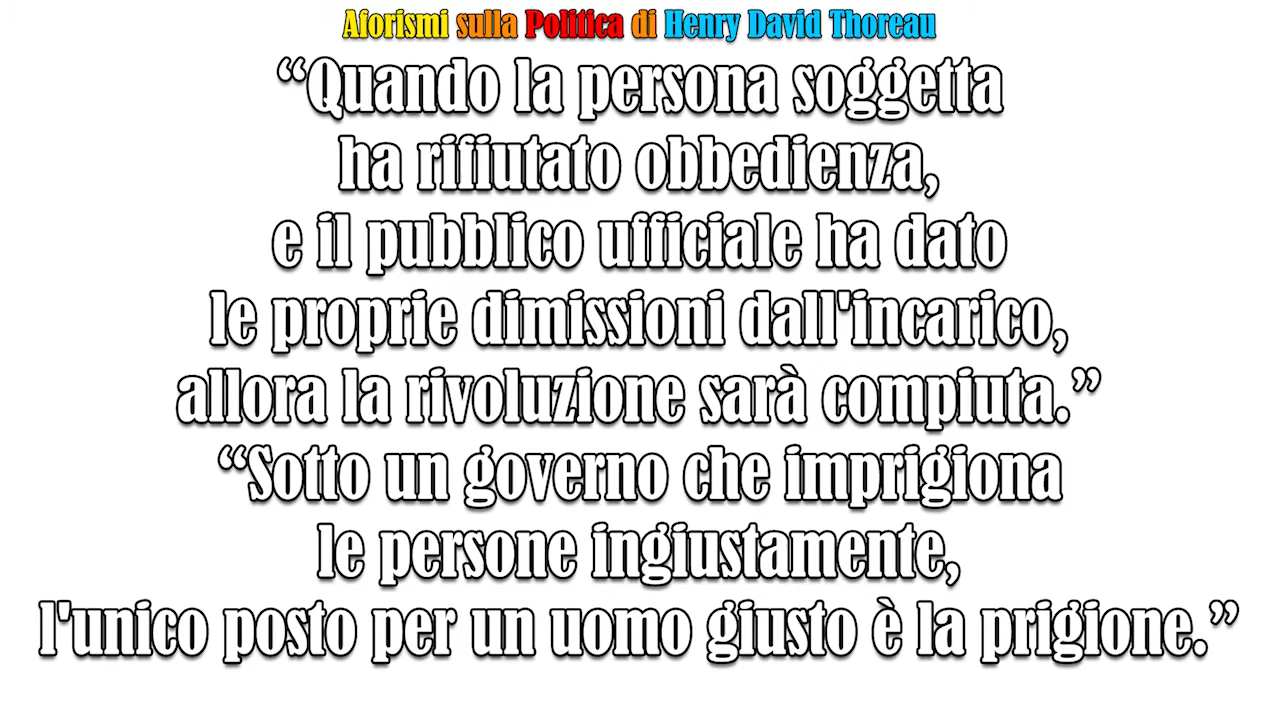 Aforismi sulla Politica di Henry David Thoreau
“Quando la persona soggetta
ha rifiutato obbedienza,
e il pubblico ufficiale ha dato
le proprie dimissioni dall'incarico,
allora la rivoluzione sarà compiuta.”
“Sotto un governo che imprigiona
le persone ingiustamente,
l'unico posto per un uomo giusto è la prigione.”